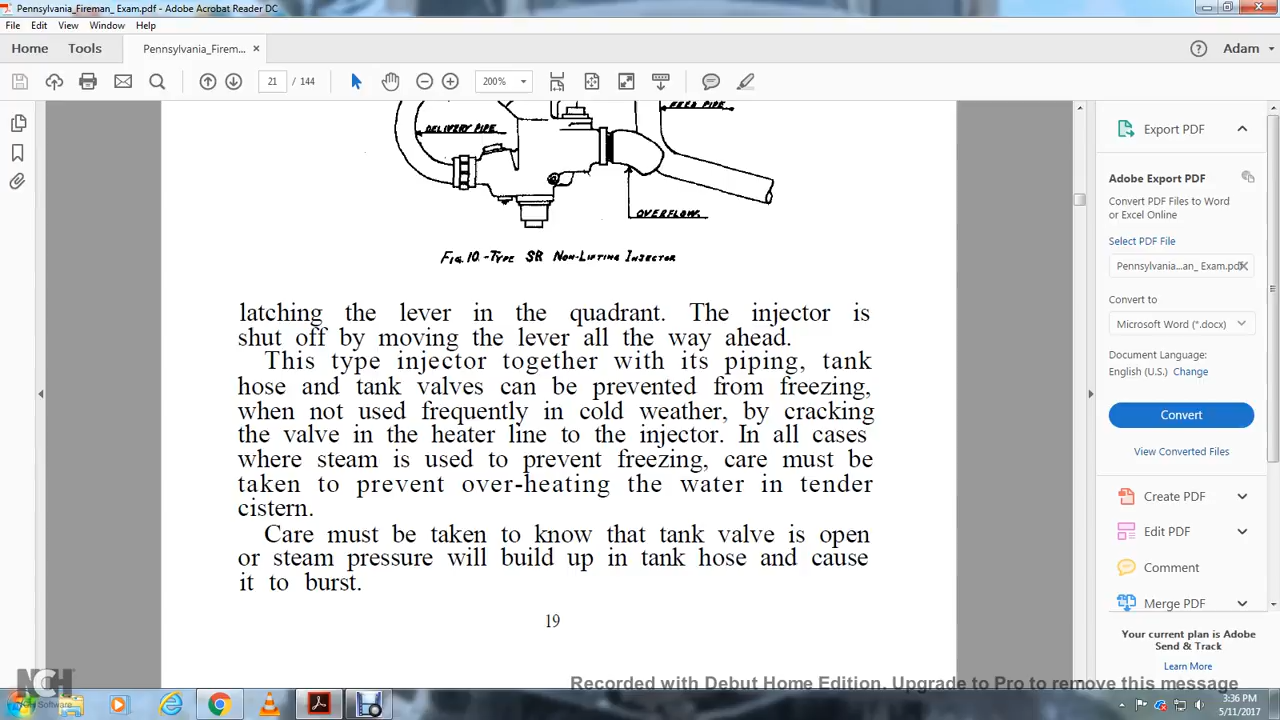 Pennsylvania_Fireman_ Exam.pdf - Adobe Acrobat Reader DC
File Edit View Window Help
Home Tools Pennsylvania_Firem... × Adam
21 / 144 200%
DELIVERY PIPE
FEED PIPE
OVERFLOW
FIG. 10.-TYPE SR NON-LIFTING INJECTOR
latching the lever in the quadrant. The injector is
shut off by moving the lever all the way ahead.
This type injector together with its piping, tank
hose and tank valves can be prevented from freezing,
when not used frequently in cold weather, by cracking
the valve in the heater line to the injector. In all cases
where steam is used to prevent freezing, care must be
taken to prevent over-heating the water in tender
cistern.
Care must be taken to know that tank valve is open
or steam pressure will build up in tank hose and cause
it to burst.
19
Export PDF
Adobe Export PDF
Convert PDF Files to Word
or Excel Online
Select PDF File
Pennsylvania...an_ Exam.pdf
Convert to
Microsoft Word (*.docx)
Document Language:
English (U.S.) Change
Convert
View Converted Files
Create PDF
Edit PDF
Comment
Merge PDF
Your current plan is Adobe
Send & Track
Learn More
Recorded with Debut Home Edition. Upgrade to Pro to remove this message
NCH
NCH Software
3:36 PM
5/11/2017